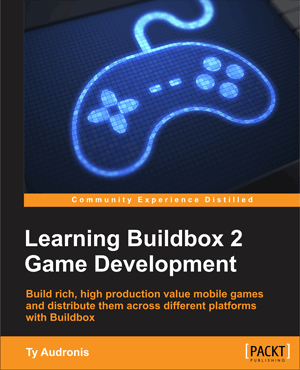 Community Experience Distilled
Learning Buildbox 2
Game Development
Build rich, high production value mobile games
and distribute them across different platforms
with Buildbox
Ty Audronis
[PACKT]
PUBLISHING